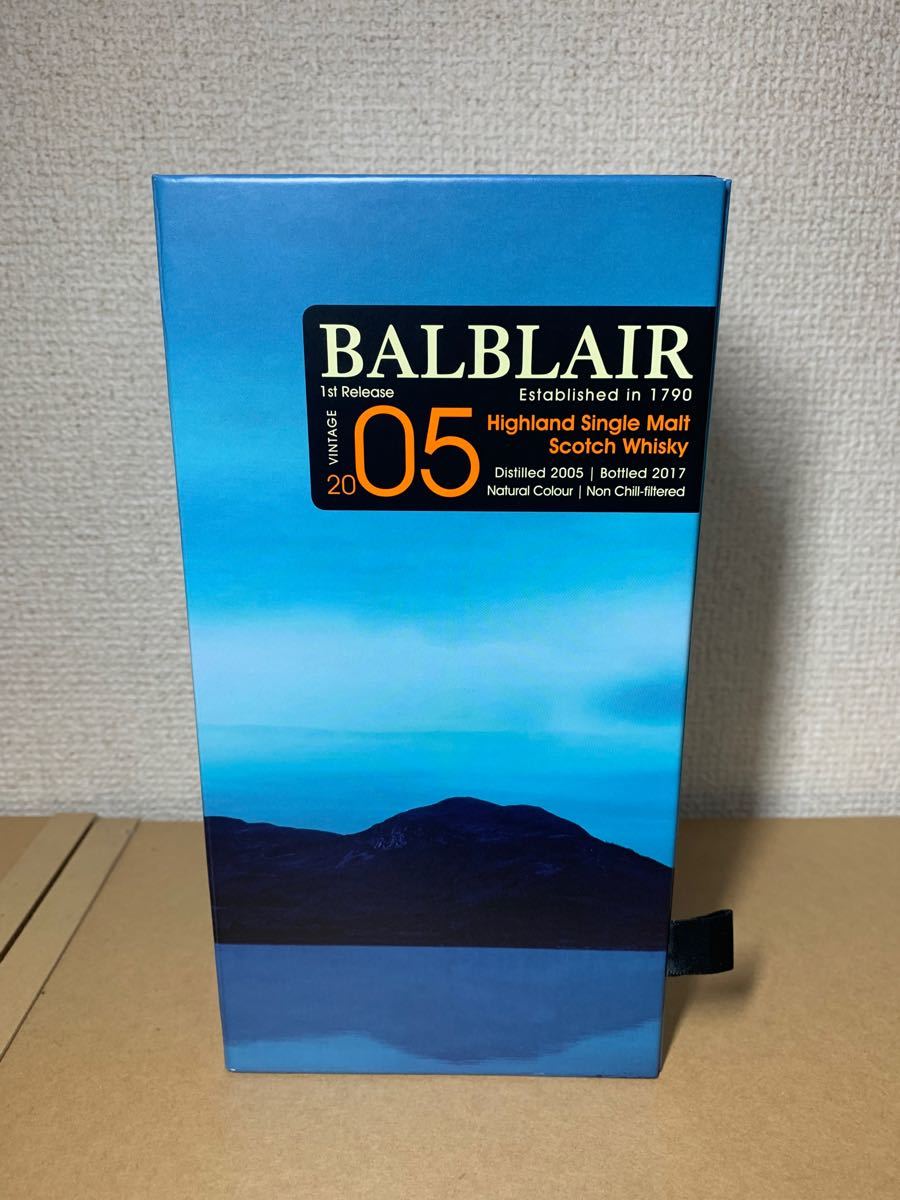 BALBLAIR
1st Release
Established in 1790
VINTAGE
2005
Highland Single Malt
Scotch Whisky
Distilled 2005 | Bottled 2017
Natural Colour | Non Chill-filtered